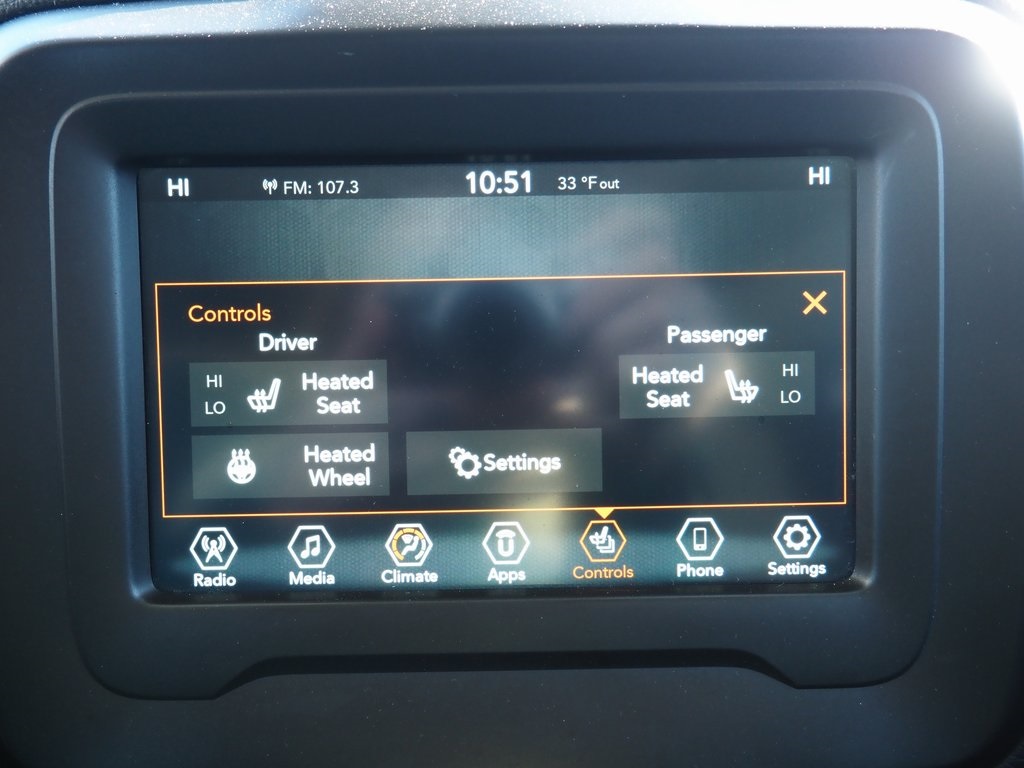 HI FM: 107.3 10:51 33 °F out HI
Controls
Driver
Passenger
HI
LO
Heated
Seat
Heated
Seat
HI
LO
Heated
Wheel
Settings
Radio Media Climate Apps Controls Phone Settings